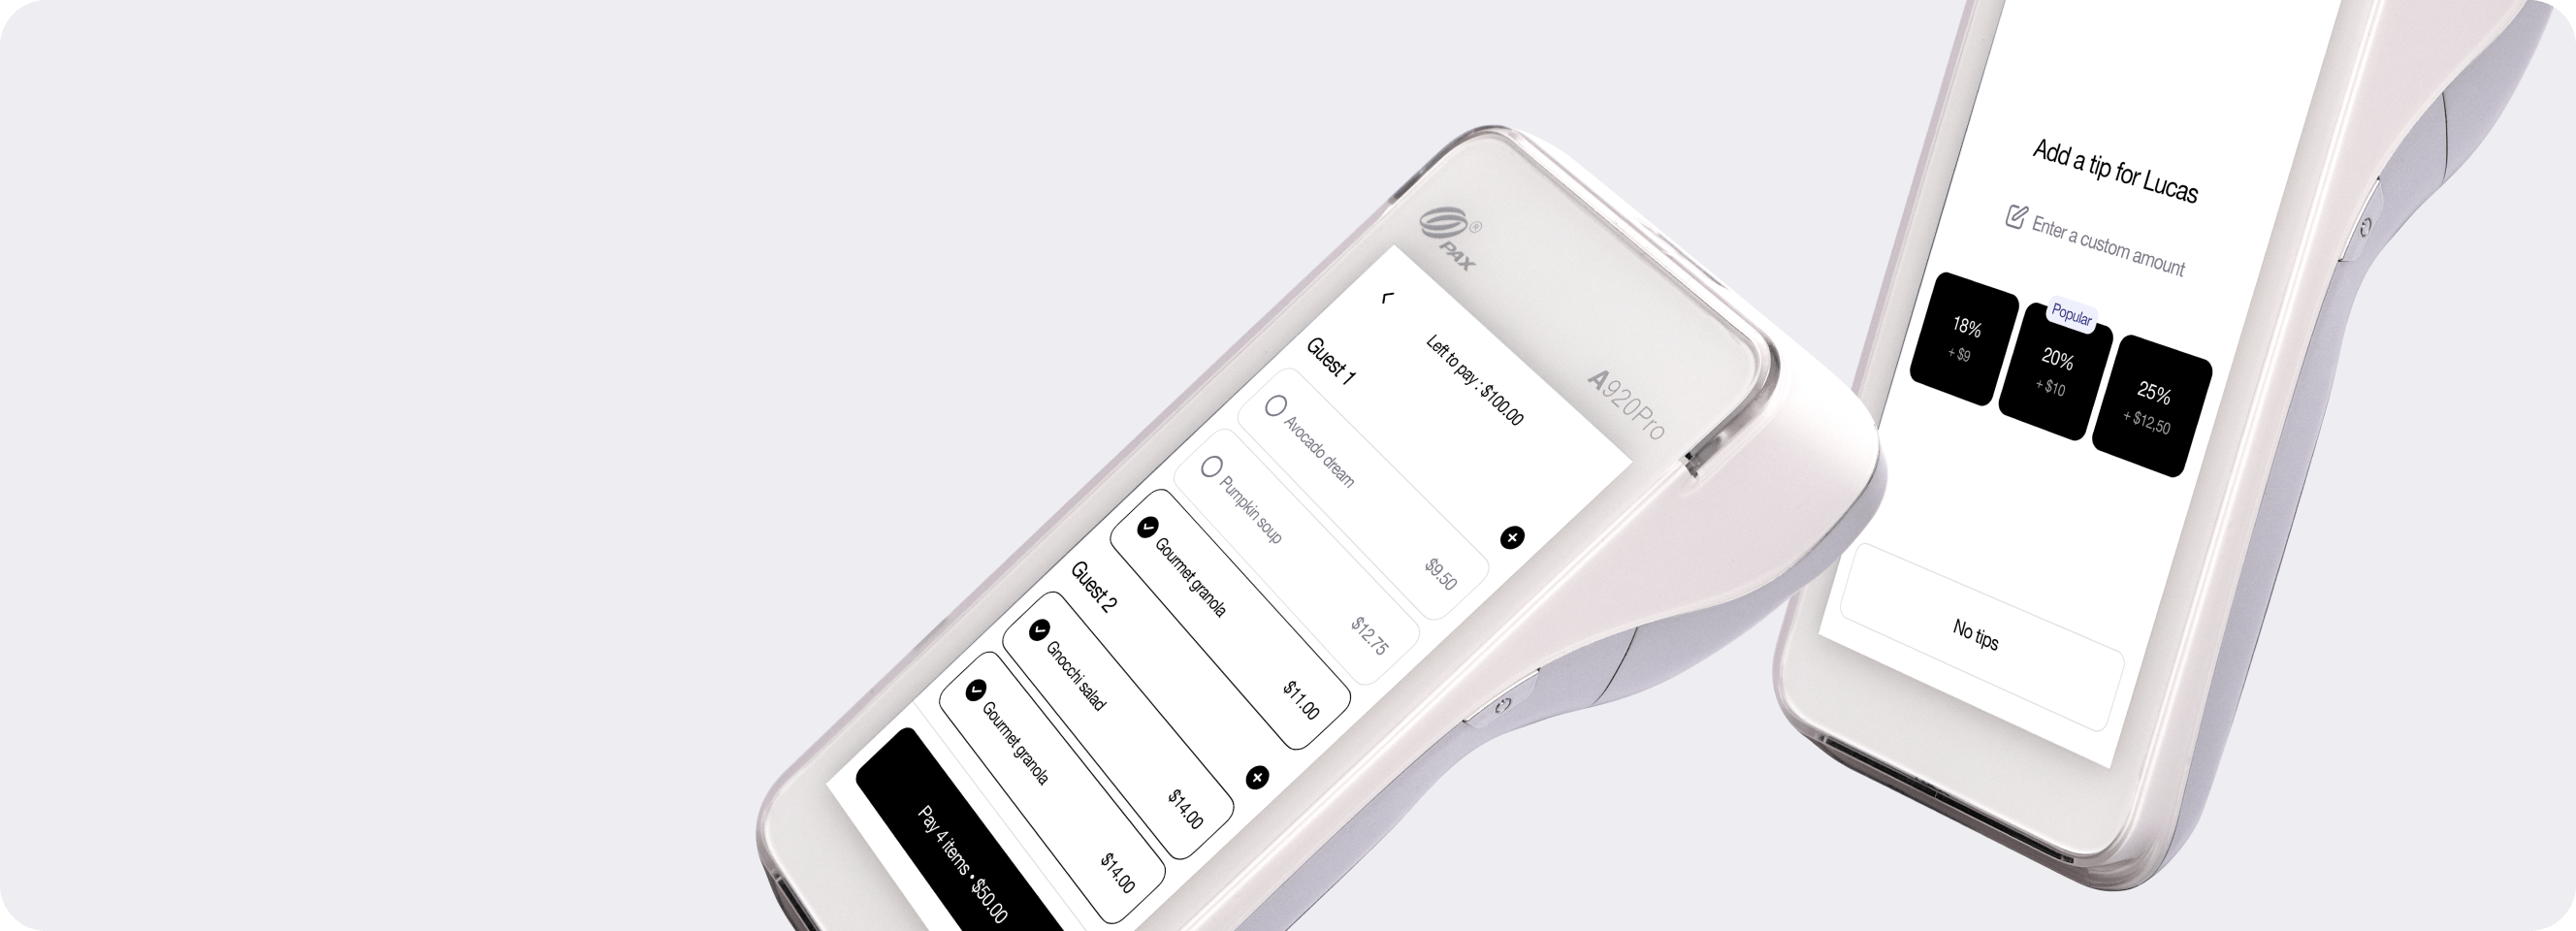 PAX®
A920Pro
Left to pay : $100.00
Guest 1
Avocado dream $9.50
Pumpkin soup $12.75
Gourmet granola $11.00
Guest 2
Gnocchi salad $14.00
Gourmet granola $14.00
Pay 4 items • $50.00
Add a tip for Lucas
Enter a custom amount
Popular
18% 20% 25%
+ $9 + $10 + $12,50
No tips